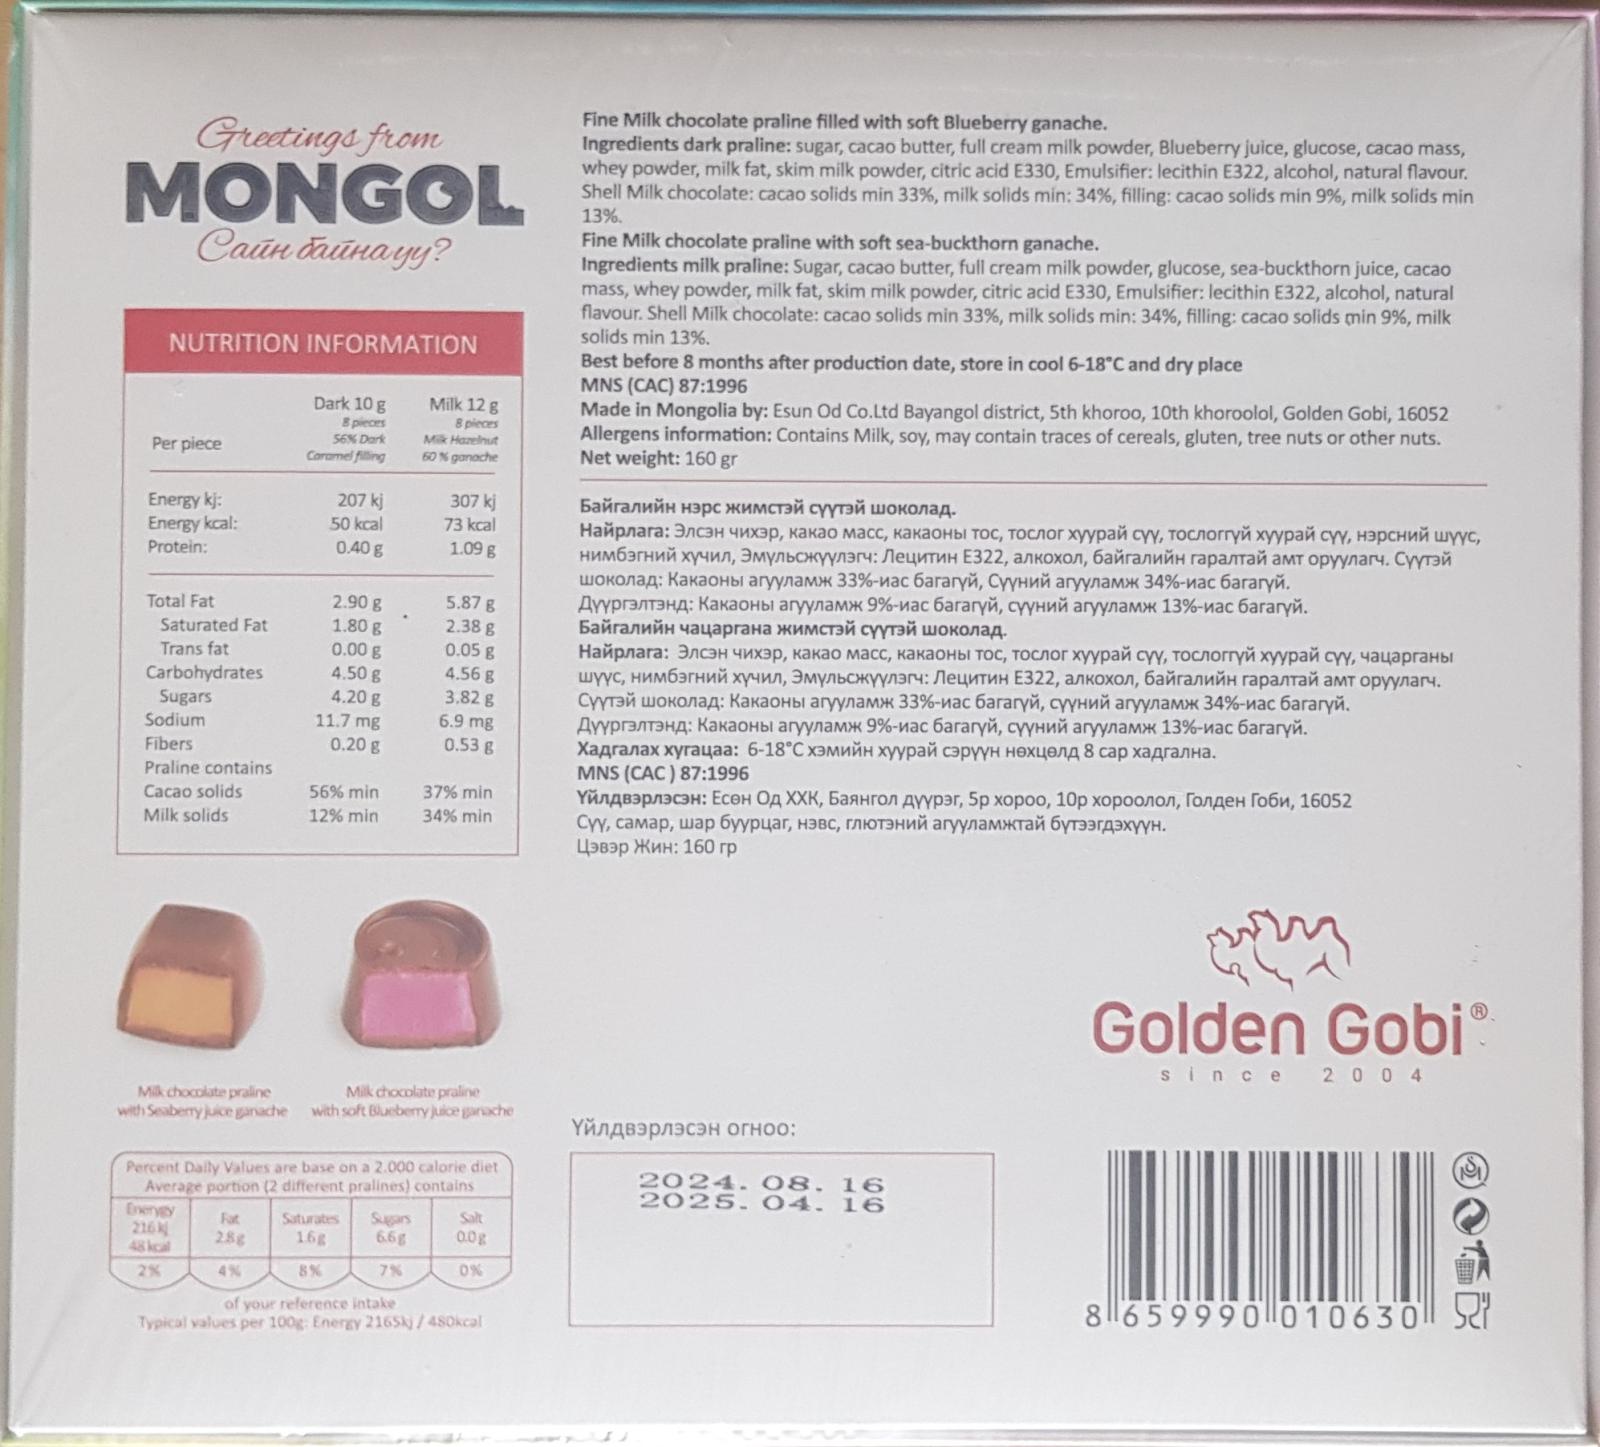 Greetings from
MONGOL
Сайн байна уу?
NUTRITION INFORMATION
Per piece
Dark 10 g
8 pieces
56% Dark
Caramel filling
Milk 12 g
8 pieces
Milk Hazelnut
60 % ganache
Energy kj: 207 kj 307 kj
Energy kcal: 50 kcal 73 kcal
Protein: 0.40 g 1.09 g
Total Fat 2.90 g 5.87 g
Saturated Fat 1.80 g 2.38 g
Trans fat 0.00 g 0.05 g
Carbohydrates 4.50 g 4.56 g
Sugars 4.20 g 3.82 g
Sodium 11.7 mg 6.9 mg
Fibers 0.20 g 0.53 g
Praline contains
Cacao solids 56% min 37% min
Milk solids 12% min 34% min
Milk chocolate praline
with Seaberry juice ganache
Milk chocolate praline
with soft Blueberry juice ganache
Percent Daily Values are base on a 2.000 calorie diet
Average portion (2 different pralines) contains
Enerygy
216 kj
48 kcal
2%
Fat
2.8 g
4%
Saturates
1.6 g
8%
Sugars
6.6 g
7%
Salt
0.0 g
0%
of your reference intake
Typical values per 100g: Energy 2165kj / 480kcal
Fine Milk chocolate praline filled with soft Blueberry ganache.
Ingredients dark praline: sugar, cacao butter, full cream milk powder, Blueberry juice, glucose, cacao mass,
whey powder, milk fat, skim milk powder, citric acid E330, Emulsifier: lecithin E322, alcohol, natural flavour.
Shell Milk chocolate: cacao solids min 33%, milk solids min: 34%, filling: cacao solids min 9%, milk solids min
13%.
Fine Milk chocolate praline with soft sea-buckthorn ganache.
Ingredients milk praline: Sugar, cacao butter, full cream milk powder, glucose, sea-buckthorn juice, cacao
mass, whey powder, milk fat, skim milk powder, citric acid E330, Emulsifier: lecithin E322, alcohol, natural
flavour. Shell Milk chocolate: cacao solids min 33%, milk solids min: 34%, filling: cacao solids min 9%, milk
solids min 13%.
Best before 8 months after production date, store in cool 6-18°C and dry place
MNS (CAC) 87:1996
Made in Mongolia by: Esun Od Co.Ltd Bayangol district, 5th khoroo, 10th khoroolol, Golden Gobi, 16052
Allergens information: Contains Milk, soy, may contain traces of cereals, gluten, tree nuts or other nuts.
Net weight: 160 gr
Байгалийн нэрс жимстэй сүүтэй шоколад.
Найрлага: Элсэн чихэр, какао масс, какаоны тос, тослог хуурай сүү, тослоггүй хуурай сүү, нэрсний шүүс,
нимбэгний хүчил, Эмульсжүүлэгч: Лецитин Е322, алкохол, байгалийн гаралтай амт оруулагч. Сүүтэй
шоколад: Какаоны агууламж 33%-иас багагүй, Сүүний агууламж 34%-иас багагүй.
Дүүргэлтэнд: Какаоны агууламж 9%-иас багагүй, сүүний агууламж 13%-иас багагүй.
Байгалийн чацаргана жимстэй сүүтэй шоколад.
Найрлага: Элсэн чихэр, какао масс, какаоны тос, тослог хуурай сүү, тослоггүй хуурай сүү, чацарганы
шүүс, нимбэгний хүчил, Эмульсжүүлэгч: Лецитин Е322, алкохол, байгалийн гаралтай амт оруулагч.
Сүүтэй шоколад: Какаоны агууламж 33%-иас багагүй, сүүний агууламж 34%-иас багагүй.
Дүүргэлтэнд: Какаоны агууламж 9%-иас багагүй, сүүний агууламж 13%-иас багагүй.
Хадгалах хугацаа: 6-18°С хэмийн хуурай сэрүүн нөхцөлд 8 сар хадгална.
MNS (CAC ) 87:1996
Үйлдвэрлэсэн: Есөн Од ХХК, Баянгол дүүрэг, 5р хороо, 10р хороолол, Голден Гоби, 16052
Сүү, самар, шар буурцаг, нэвс, глютэний агууламжтай бүтээгдэхүүн.
Цэвэр Жин: 160 гр
Golden Gobi®
since 2004
Үйлдвэрлэсэн огноо:
2024. 08. 16
2025. 04. 16
8 659990 010630